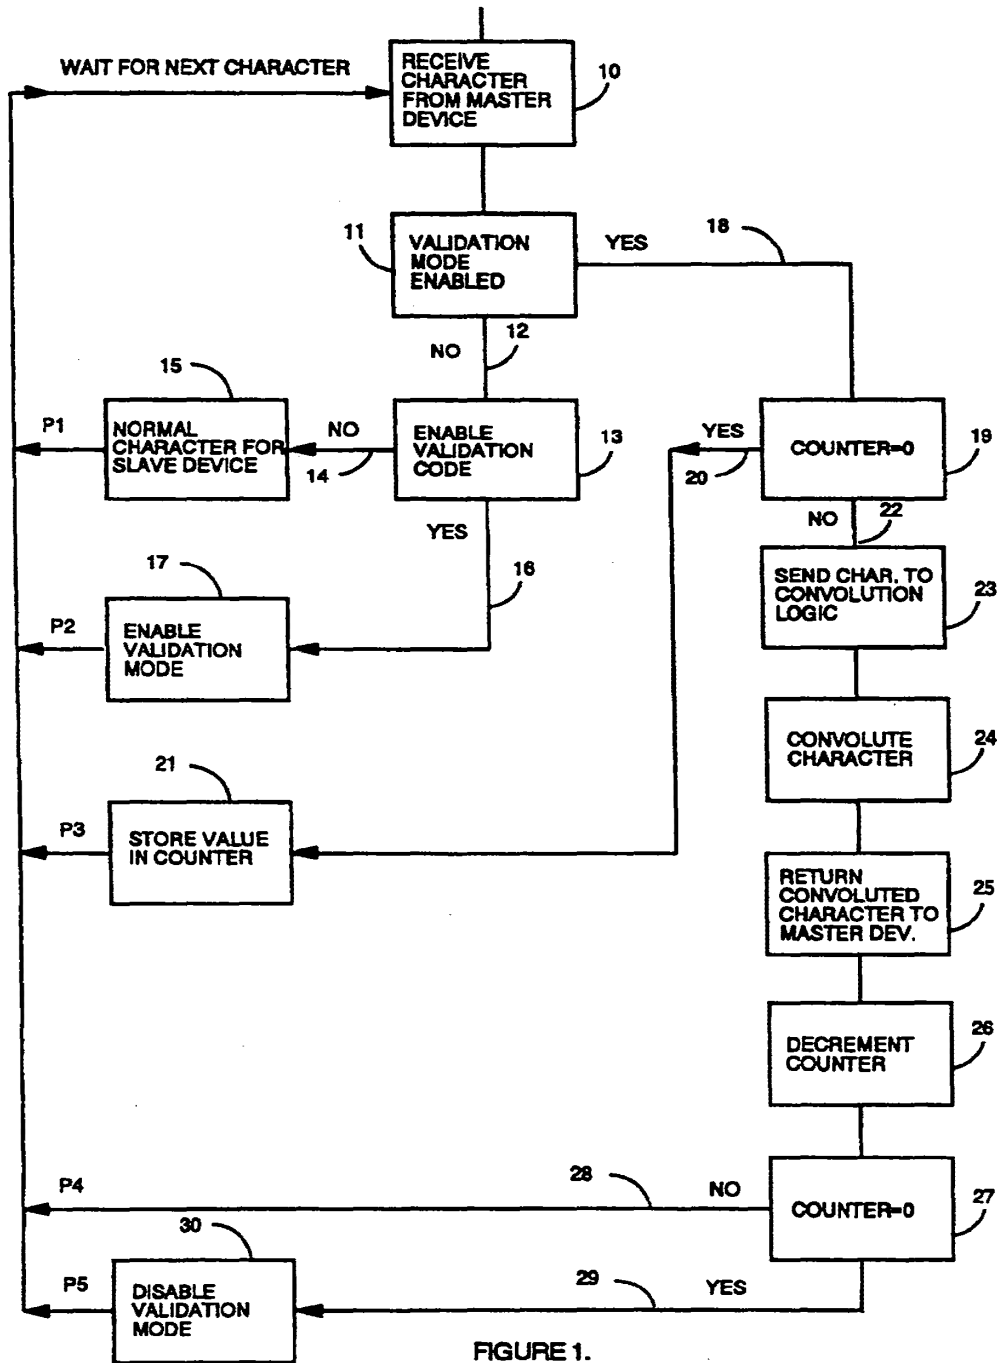 WAIT FOR NEXT CHARACTER
RECEIVE
CHARACTER
FROM MASTER
DEVICE
10
11
VALIDATION
MODE
ENABLED
YES
18
NO
12
15
P1
NORMAL
CHARACTER FOR
SLAVE DEVICE
NO
14
ENABLE
VALIDATION
CODE
13
YES
20
COUNTER=0
19
YES
NO
22
17
16
P2
ENABLE
VALIDATION
MODE
SEND CHAR. TO
CONVOLUTION
LOGIC
23
CONVOLUTE
CHARACTER
24
21
P3
STORE VALUE
IN COUNTER
RETURN
CONVOLUTED
CHARACTER TO
MASTER DEV.
25
DECREMENT
COUNTER
26
P4
28
NO
COUNTER=0
27
30
P5
DISABLE
VALIDATION
MODE
29
YES
FIGURE 1.